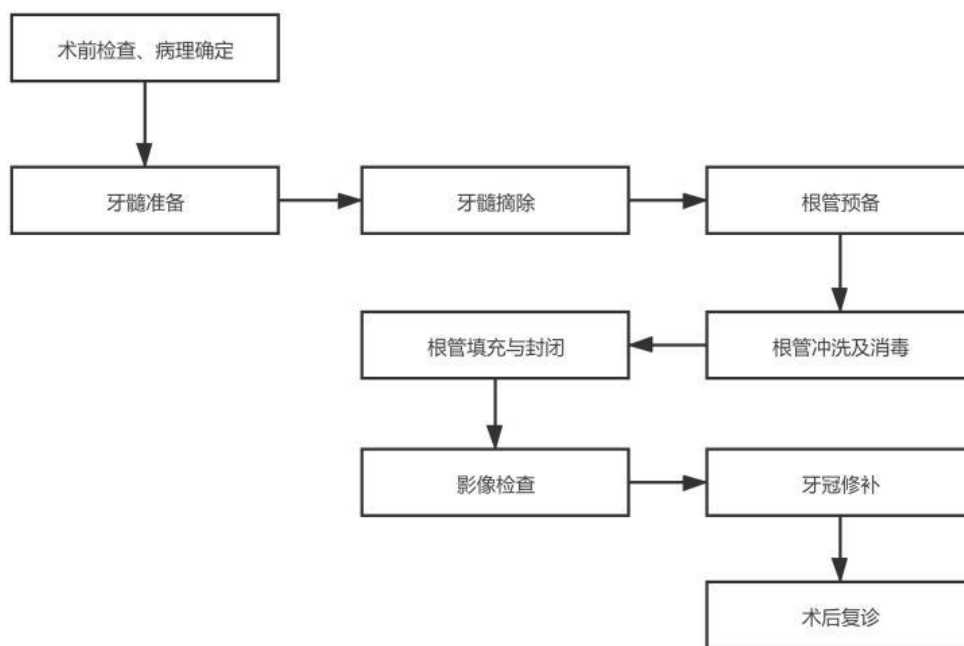 术前检查、病理确定
牙髓准备
牙髓摘除
根管预备
根管冲洗及消毒
根管填充与封闭
影像检查
牙冠修补
术后复诊